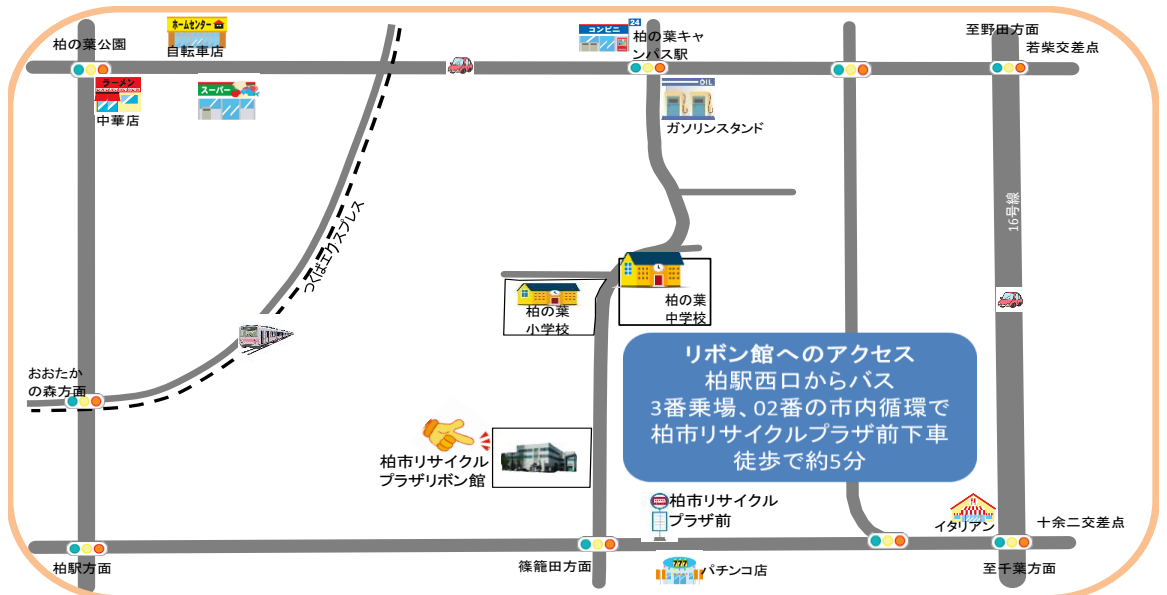 ホームセンター
自転車店
柏の葉公園
ラーメン
中華店
スーパー
コンビニ
24
柏の葉キャ
ンパス駅
OIL
ガソリンスタンド
至野田方面
若柴交差点
16号線
つくばエクスプレス
柏の葉
小学校
柏の葉
中学校
リボン館へのアクセス
柏駅西口からバス
3番乗場、02番の市内循環で
柏市リサイクルプラザ前下車
徒歩で約5分
おおたか
の森方面
柏市リサイクル
プラザリボン館
柏市リサイクル
プラザ前
イタリアン
十余二交差点
柏駅方面
篠籠田方面
777
パチンコ店
至千葉方面